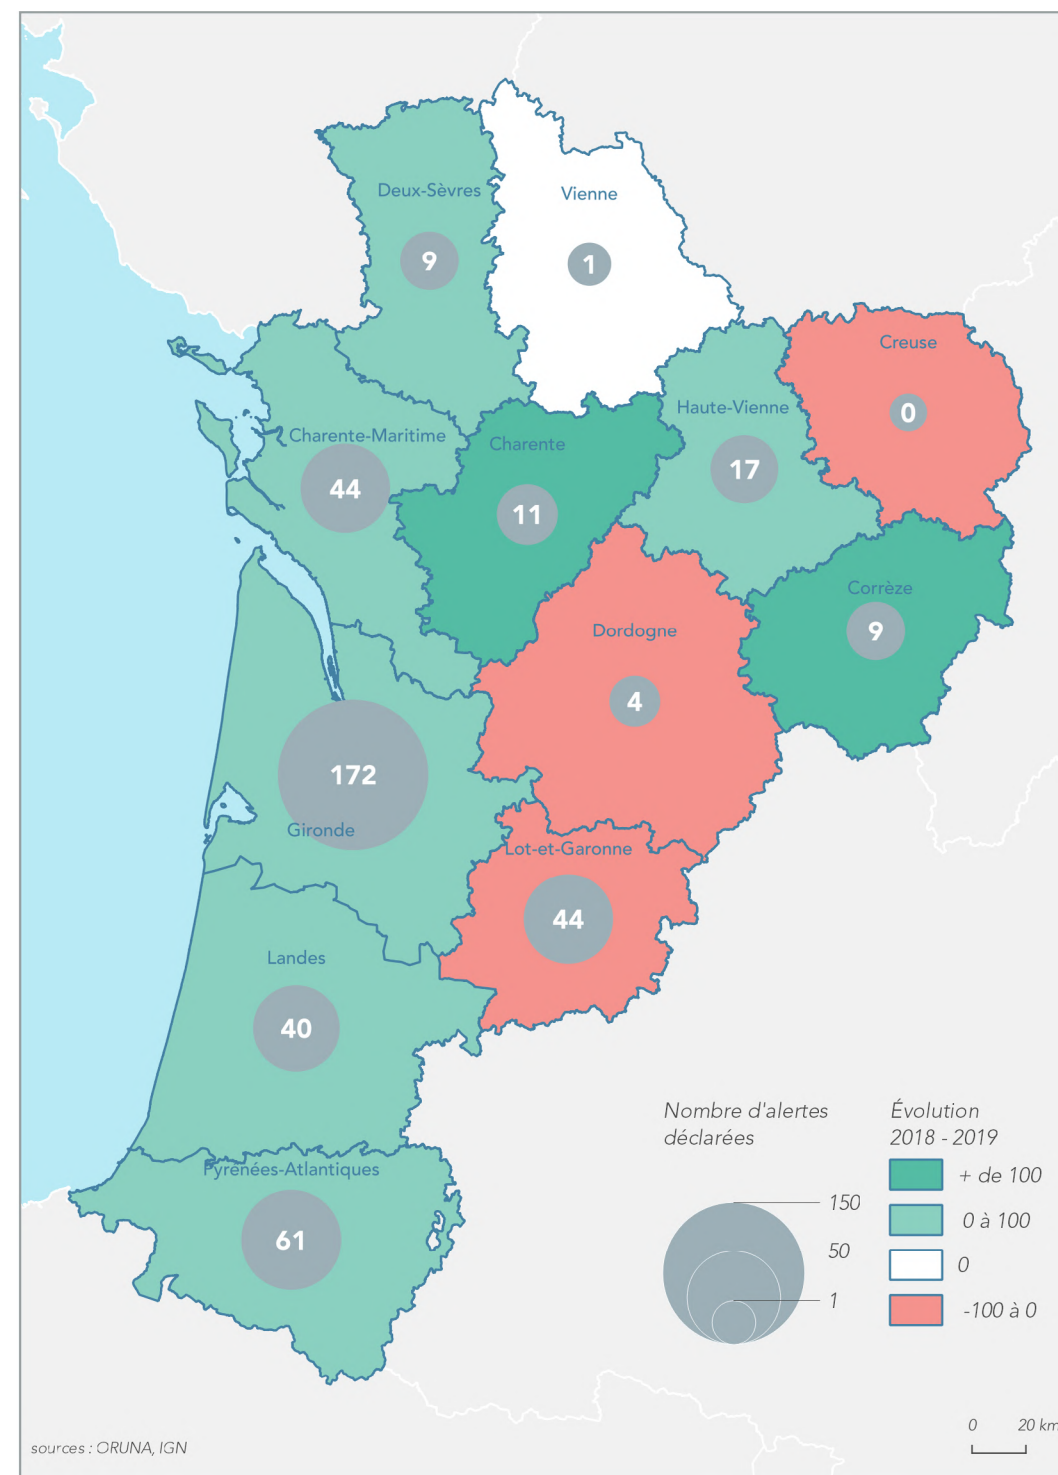 Deux-Sèvres
9
Vienne
1
Creuse
0
Haute-Vienne
17
Charente-Maritime
44
Charente
11
Corrèze
9
Dordogne
4
172
Gironde
Lot-et-Garonne
44
Landes
40
Pyrénées-Atlantiques
61
Nombre d'alertes
déclarées
150
50
1
Évolution
2018 - 2019
+ de 100
0 à 100
0
-100 à 0
0 20 km
sources : ORUNA, IGN